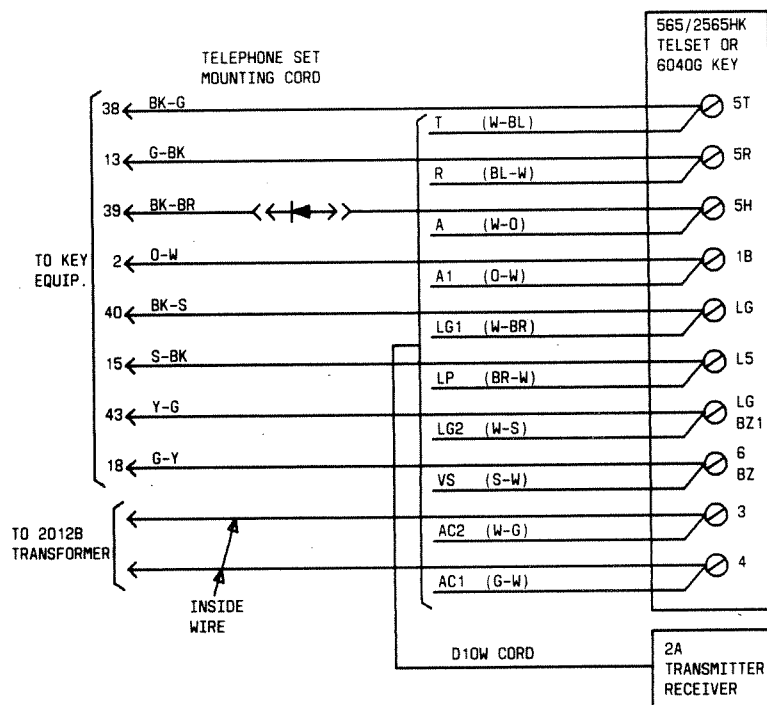 565/2565HK
TELSET OR
6040G KEY
TELEPHONE SET
MOUNTING CORD
38 BK-G
5T
T (W-BL)
13 G-BK
5R
R (BL-W)
39 BK-BR
5H
A (W-O)
TO KEY
EQUIP.
2 O-W
1B
A1 (O-W)
40 BK-S
LG
LG1 (W-BR)
15 S-BK
L5
LP (BR-W)
43 Y-G
LG
BZ1
LG2 (W-S)
18 G-Y
6
BZ
VS (S-W)
TO 2012B
TRANSFORMER
3
AC2 (W-G)
4
AC1 (G-W)
INSIDE
WIRE
D10W CORD
2A
TRANSMITTER
RECEIVER